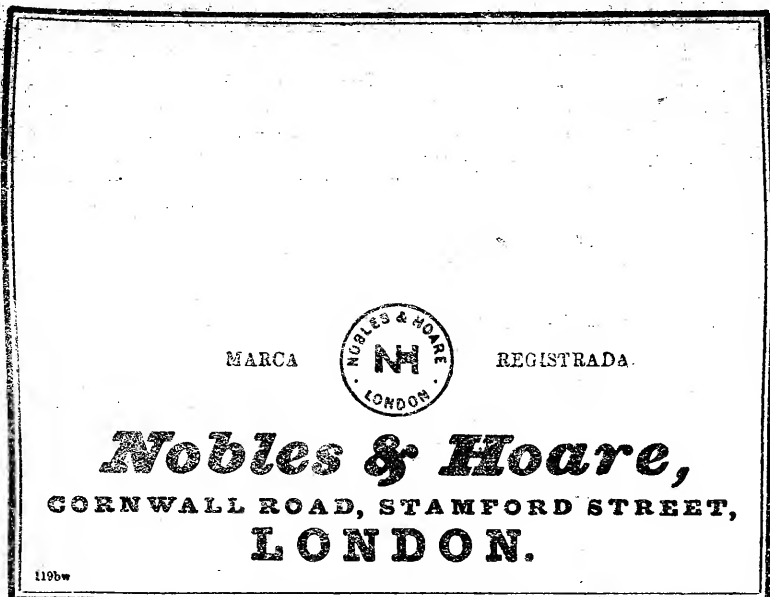 MARCA NOBLES & HOARE REGISTRADA.
NH
· LONDON ·
Nobles & Hoare,
CORNWALL ROAD, STAMFORD STREET,
LONDON.
119bw